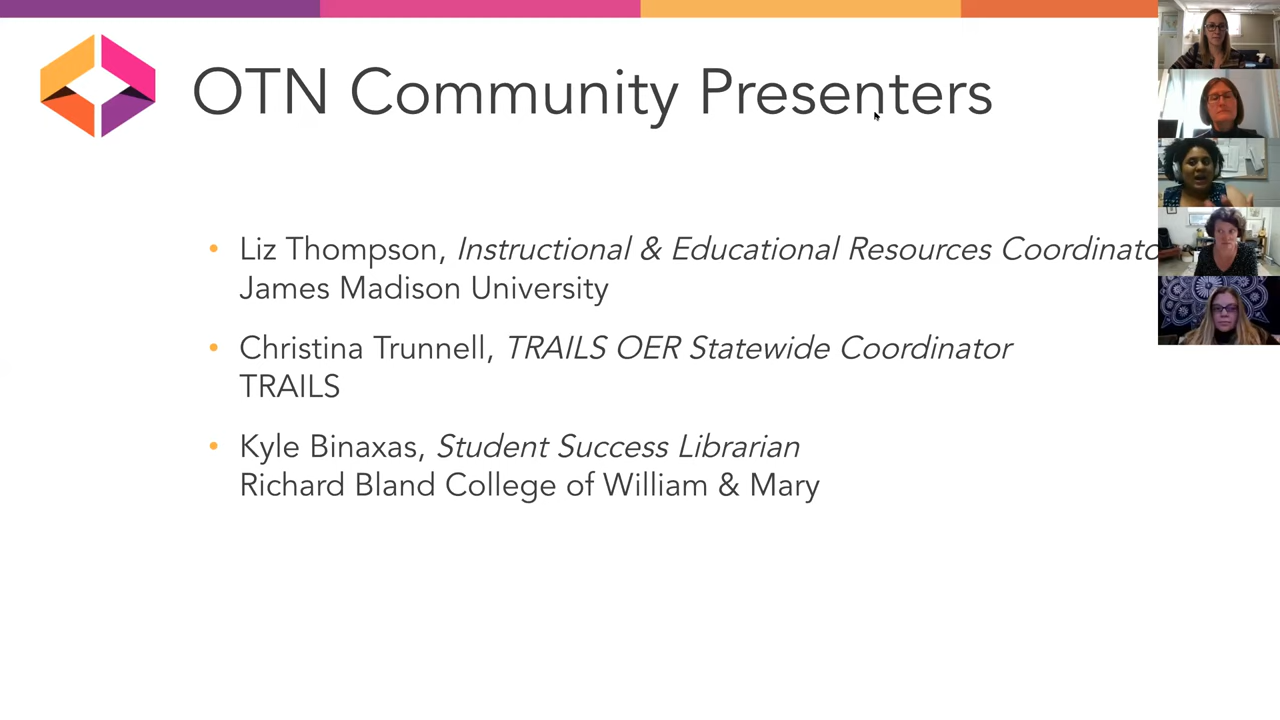 OTN Community Presenters
• Liz Thompson, Instructional & Educational Resources Coordinato
James Madison University
• Christina Trunnell, TRAILS OER Statewide Coordinator
TRAILS
• Kyle Binaxas, Student Success Librarian
Richard Bland College of William & Mary